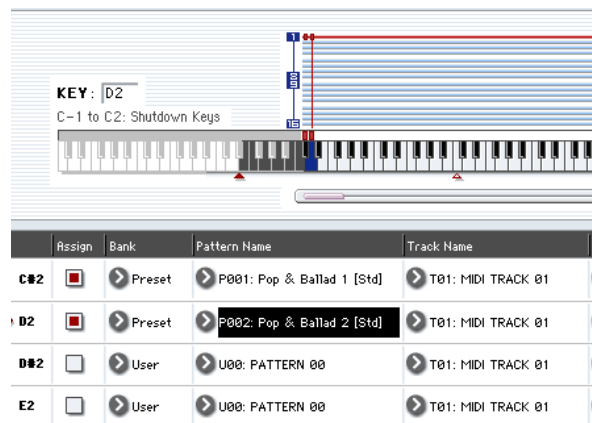 1
KEY: D2
8
9
C-1 to C2: Shutdown Keys
16
Assign Bank Pattern Name Track Name
C#2 Preset P001: Pop & Ballad 1 [Std] T01: MIDI TRACK 01
D2 Preset P002: Pop & Ballad 2 [Std] T01: MIDI TRACK 01
D#2 User U00: PATTERN 00 T01: MIDI TRACK 01
E2 User U00: PATTERN 00 T01: MIDI TRACK 01